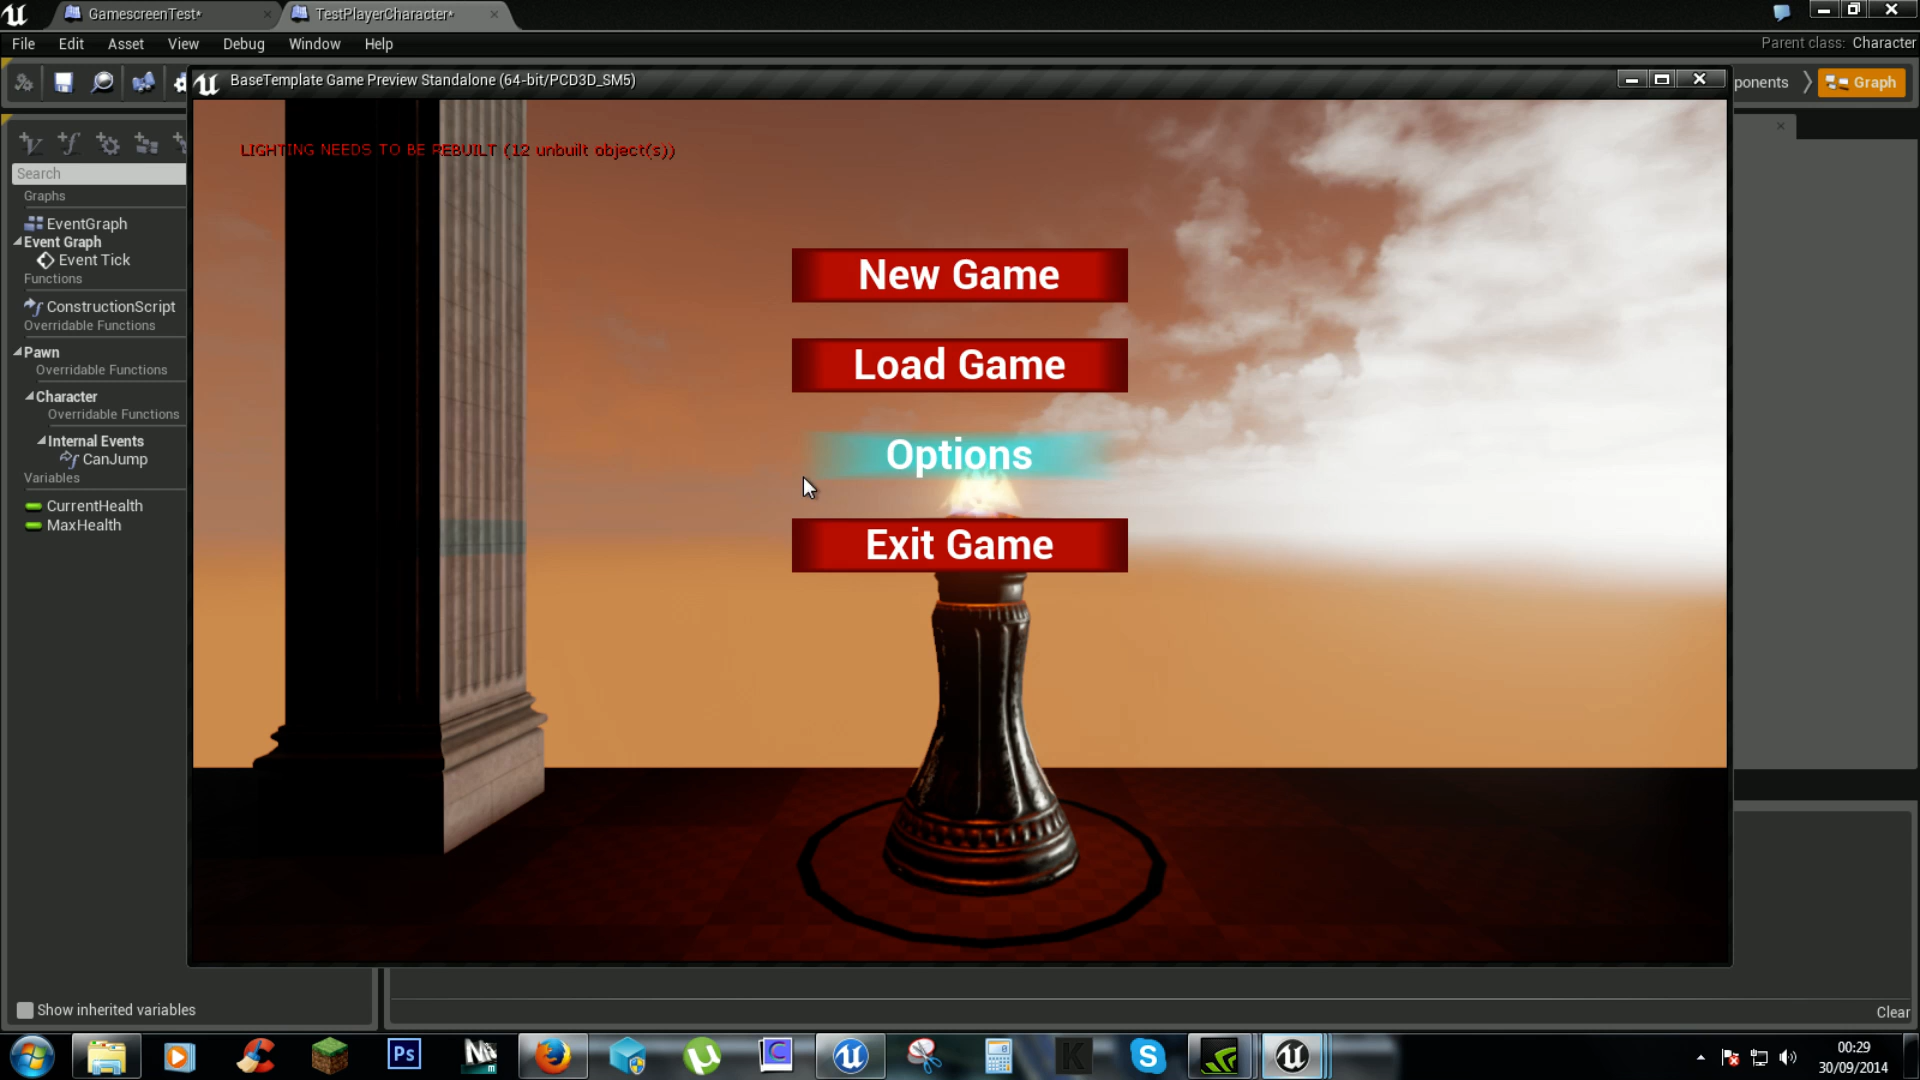 GamescreenTest*
TestPlayerCharacter*
File Edit Asset View Debug Window Help
Parent class: Character
BaseTemplate Game Preview Standalone (64-bit/PCD3D_SM5)
ponents
Graph
LIGHTING NEEDS TO BE REBUILT (12 unbuilt object(s))
Search
Graphs
EventGraph
Event Graph
Event Tick
Functions
ConstructionScript
Overridable Functions
Pawn
Overridable Functions
Character
Overridable Functions
Internal Events
CanJump
Variables
CurrentHealth
MaxHealth
New Game
Load Game
Options
Exit Game
Show inherited variables
Clear
Ps
00:29
30/09/2014